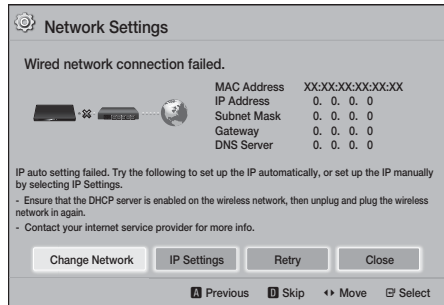 Network Settings
Wired network connection failed.
MAC Address XX:XX:XX:XX:XX:XX
IP Address 0. 0. 0. 0
Subnet Mask 0. 0. 0. 0
Gateway 0. 0. 0. 0
DNS Server 0. 0. 0. 0
IP auto setting failed. Try the following to set up the IP automatically, or set up the IP manually
by selecting IP Settings.
- Ensure that the DHCP server is enabled on the wireless network, then unplug and plug the wireless
network in again.
- Contact your internet service provider for more info.
Change Network IP Settings Retry Close
A Previous D Skip Move Select